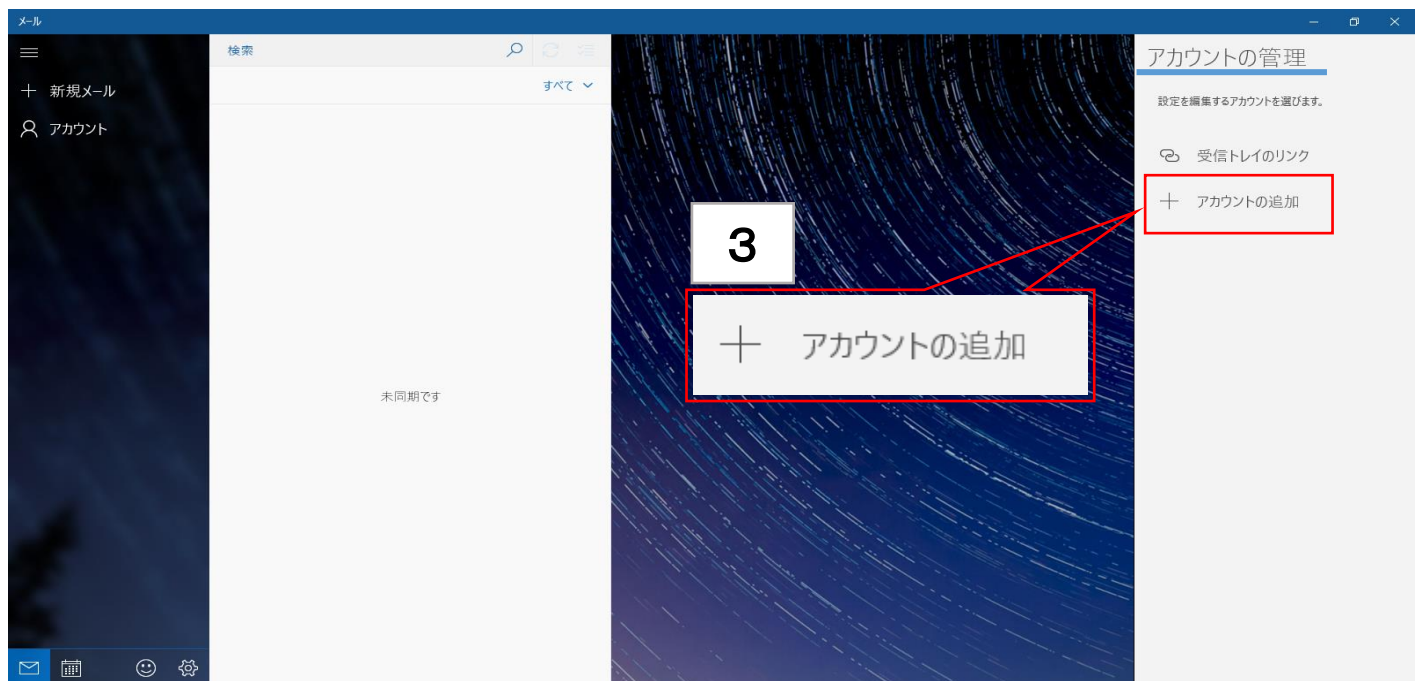 メール
検索
すべて
新規メール
アカウント
未同期です
3
アカウントの追加
アカウントの管理
設定を編集するアカウントを選びます。
受信トレイのリンク
アカウントの追加